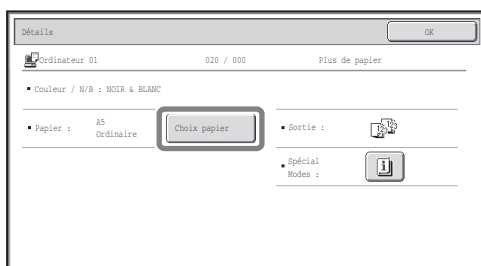 Détails OK
Ordinateur 01 020 / 000 Plus de papier
Couleur / N/B : NOIR & BLANC
Papier : A5 Ordinaire Choix papier Sortie :
Spécial Modes :